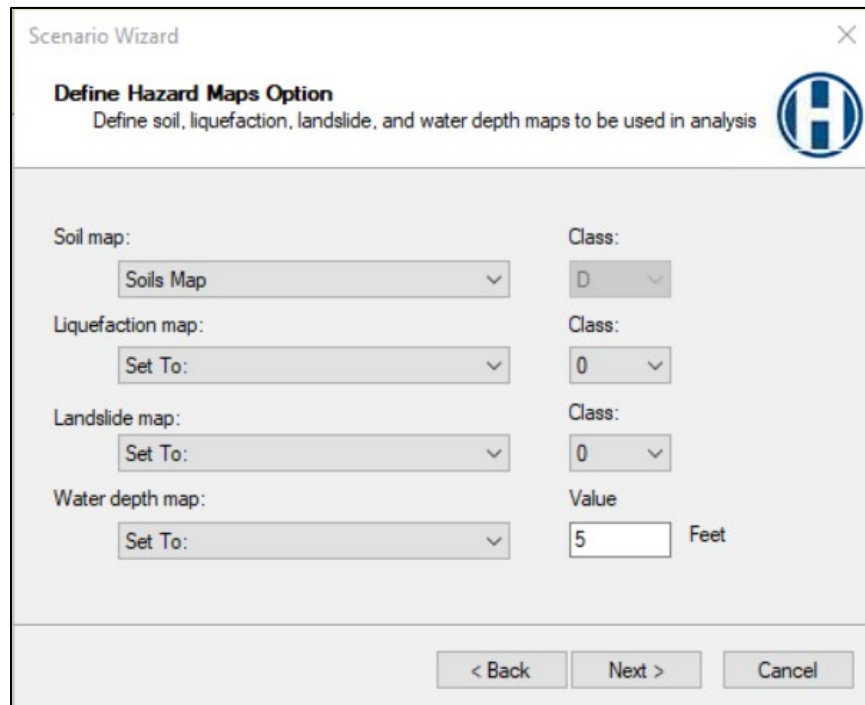 Scenario Wizard
Define Hazard Maps Option
Define soil, liquefaction, landslide, and water depth maps to be used in analysis
Soil map: Class:
Soils Map D
Liquefaction map: Class:
Set To: 0
Landslide map: Class:
Set To: 0
Water depth map: Value
Set To: 5 Feet
< Back Next > Cancel